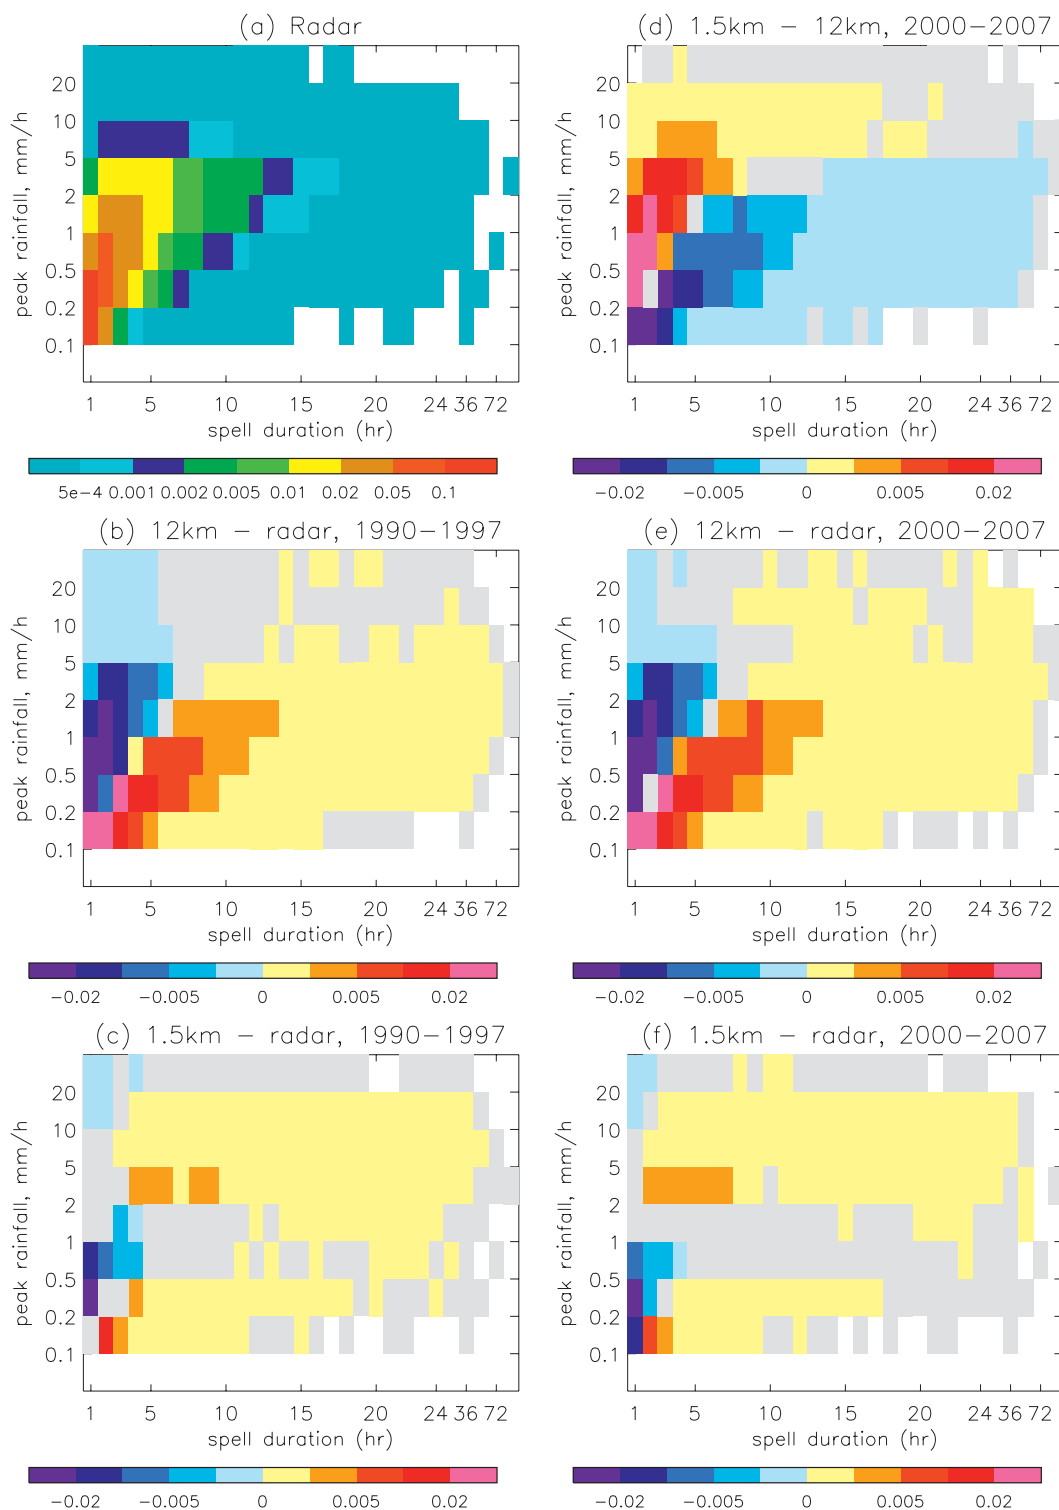 (a) Radar
peak rainfall, mm/h
20
10
5
2
1
0.5
0.2
0.1
1 5 10 15 20 24 36 72
spell duration (hr)
5e-4 0.001 0.002 0.005 0.01 0.02 0.05 0.1
(d) 1.5km - 12km, 2000-2007
peak rainfall, mm/h
20
10
5
2
1
0.5
0.2
0.1
1 5 10 15 20 24 36 72
spell duration (hr)
-0.02 -0.005 0 0.005 0.02
(b) 12km - radar, 1990-1997
peak rainfall, mm/h
20
10
5
2
1
0.5
0.2
0.1
1 5 10 15 20 24 36 72
spell duration (hr)
-0.02 -0.005 0 0.005 0.02
(e) 12km - radar, 2000-2007
peak rainfall, mm/h
20
10
5
2
1
0.5
0.2
0.1
1 5 10 15 20 24 36 72
spell duration (hr)
-0.02 -0.005 0 0.005 0.02
(c) 1.5km - radar, 1990-1997
peak rainfall, mm/h
20
10
5
2
1
0.5
0.2
0.1
1 5 10 15 20 24 36 72
spell duration (hr)
-0.02 -0.005 0 0.005 0.02
(f) 1.5km - radar, 2000-2007
peak rainfall, mm/h
20
10
5
2
1
0.5
0.2
0.1
1 5 10 15 20 24 36 72
spell duration (hr)
-0.02 -0.005 0 0.005 0.02